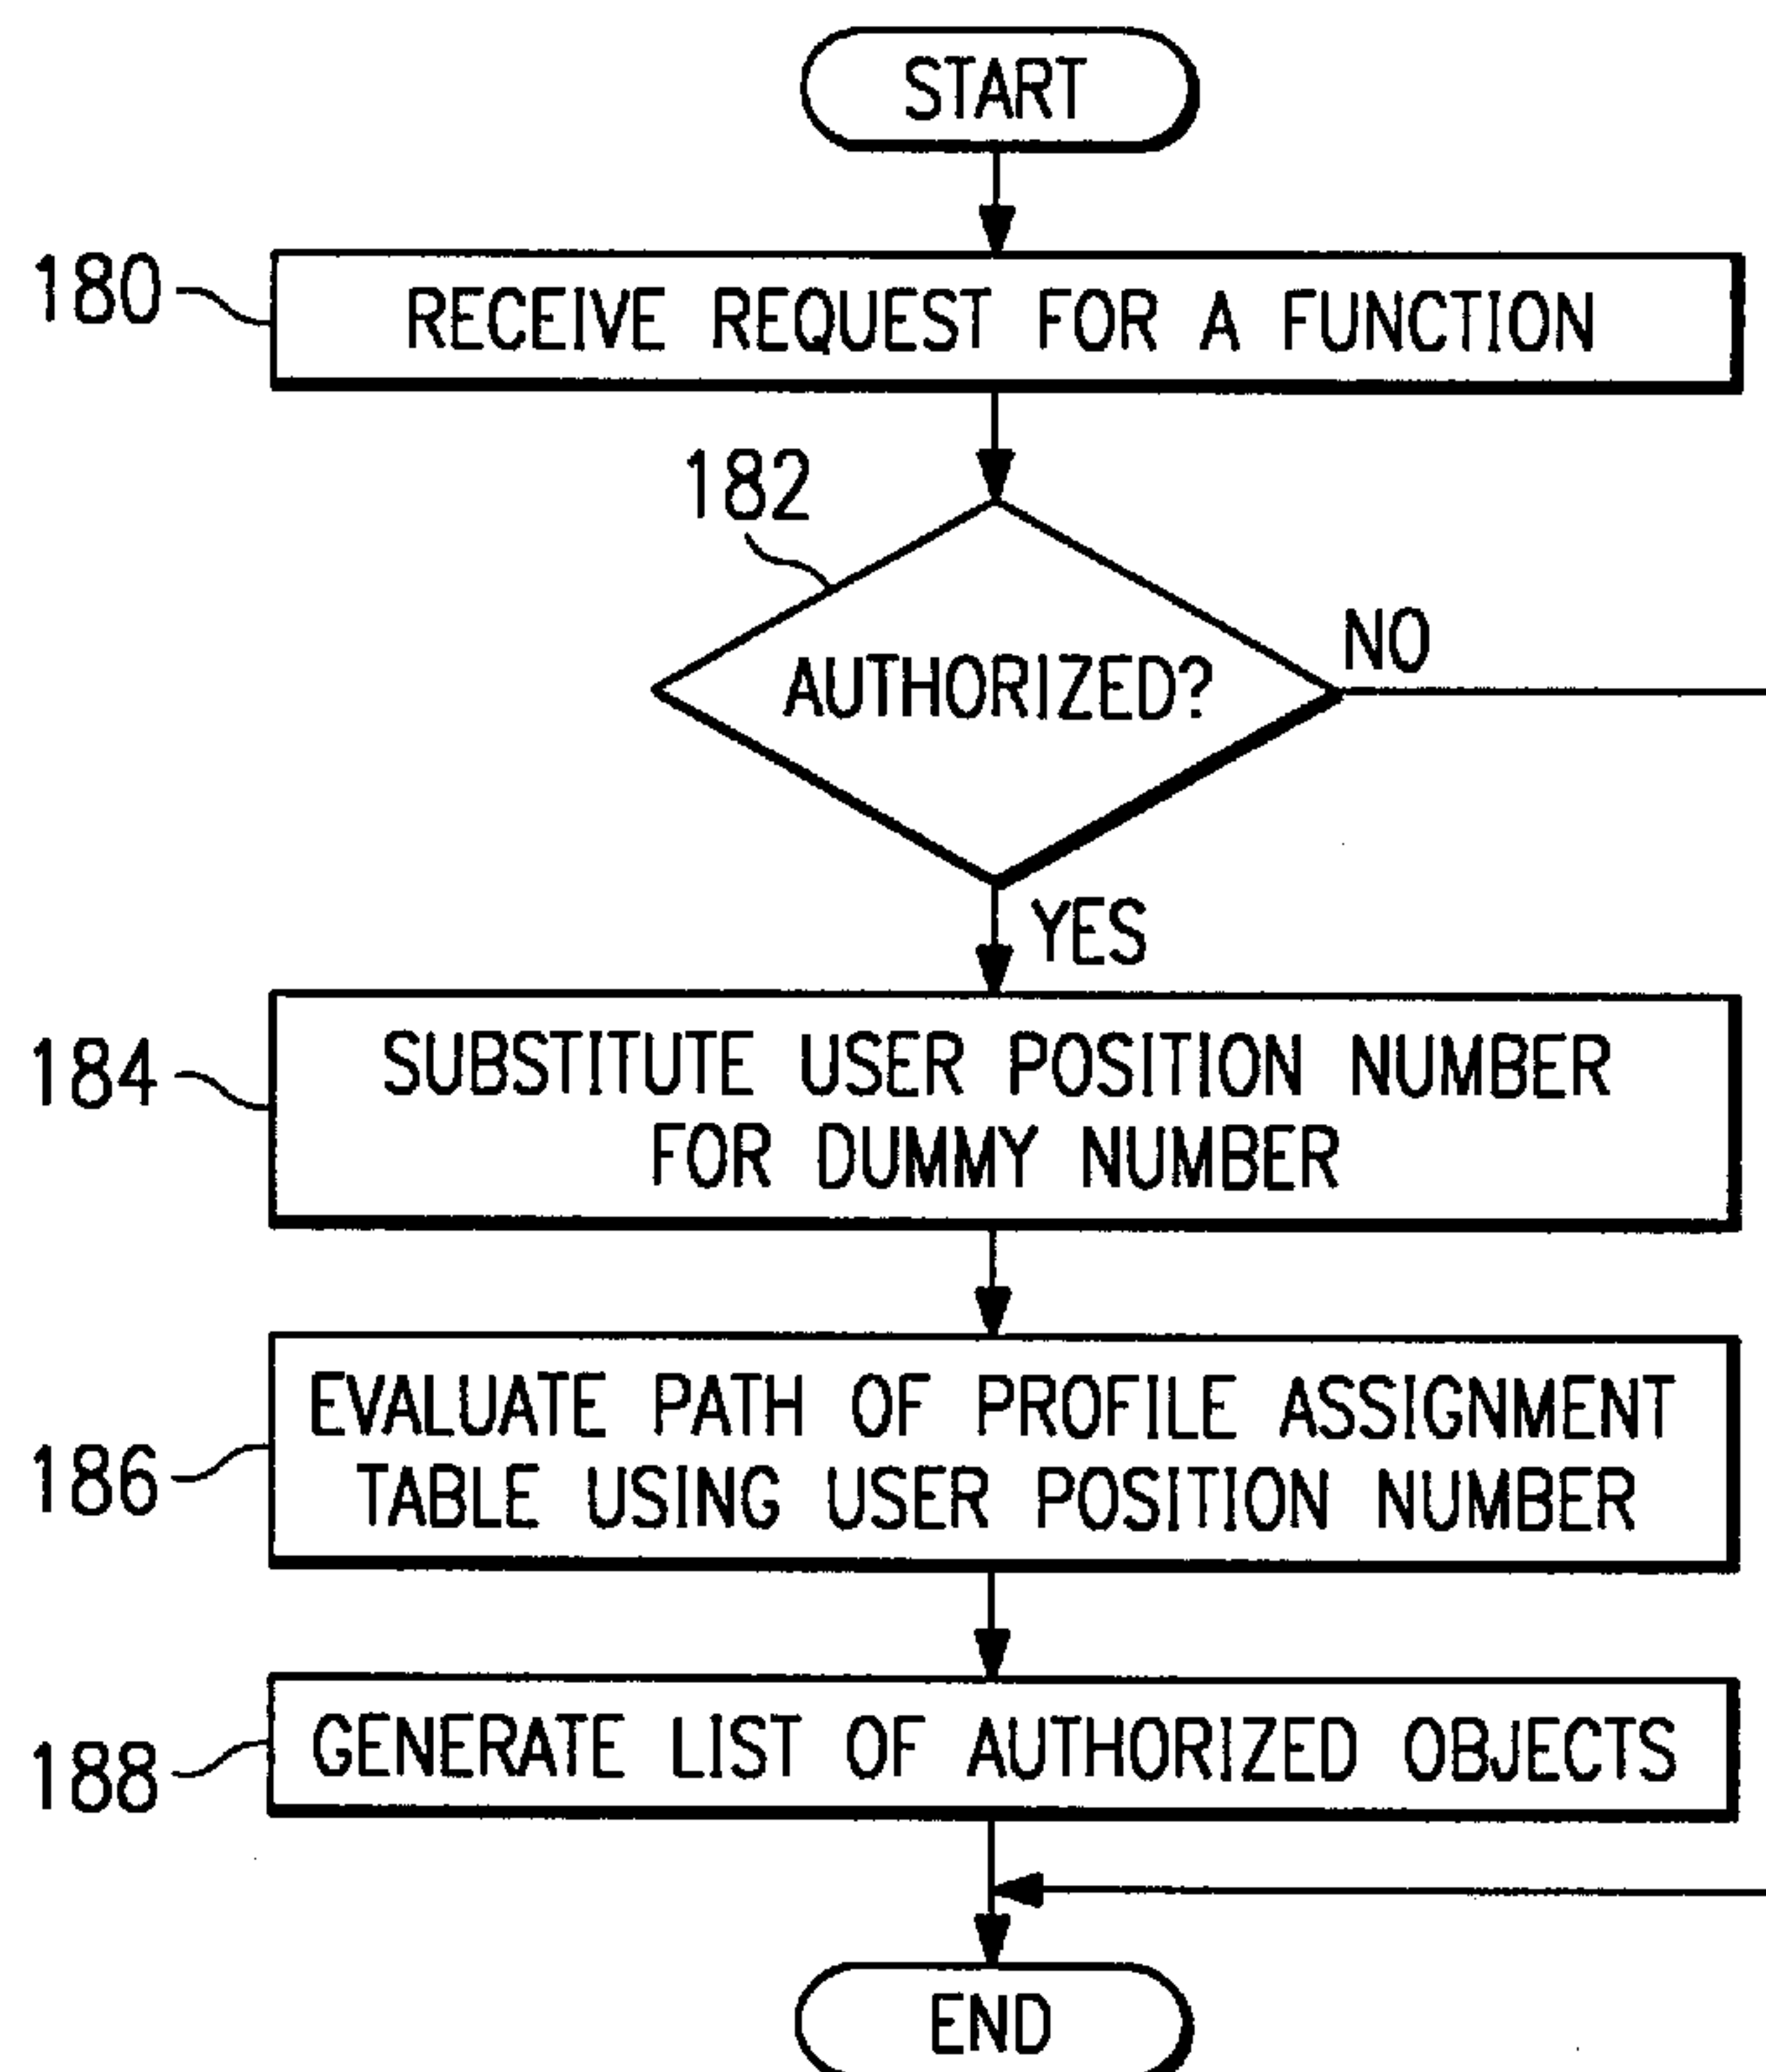 START
180
RECEIVE REQUEST FOR A FUNCTION
182
AUTHORIZED?
NO
YES
184
SUBSTITUTE USER POSITION NUMBER
FOR DUMMY NUMBER
186
EVALUATE PATH OF PROFILE ASSIGNMENT
TABLE USING USER POSITION NUMBER
188
GENERATE LIST OF AUTHORIZED OBJECTS
END